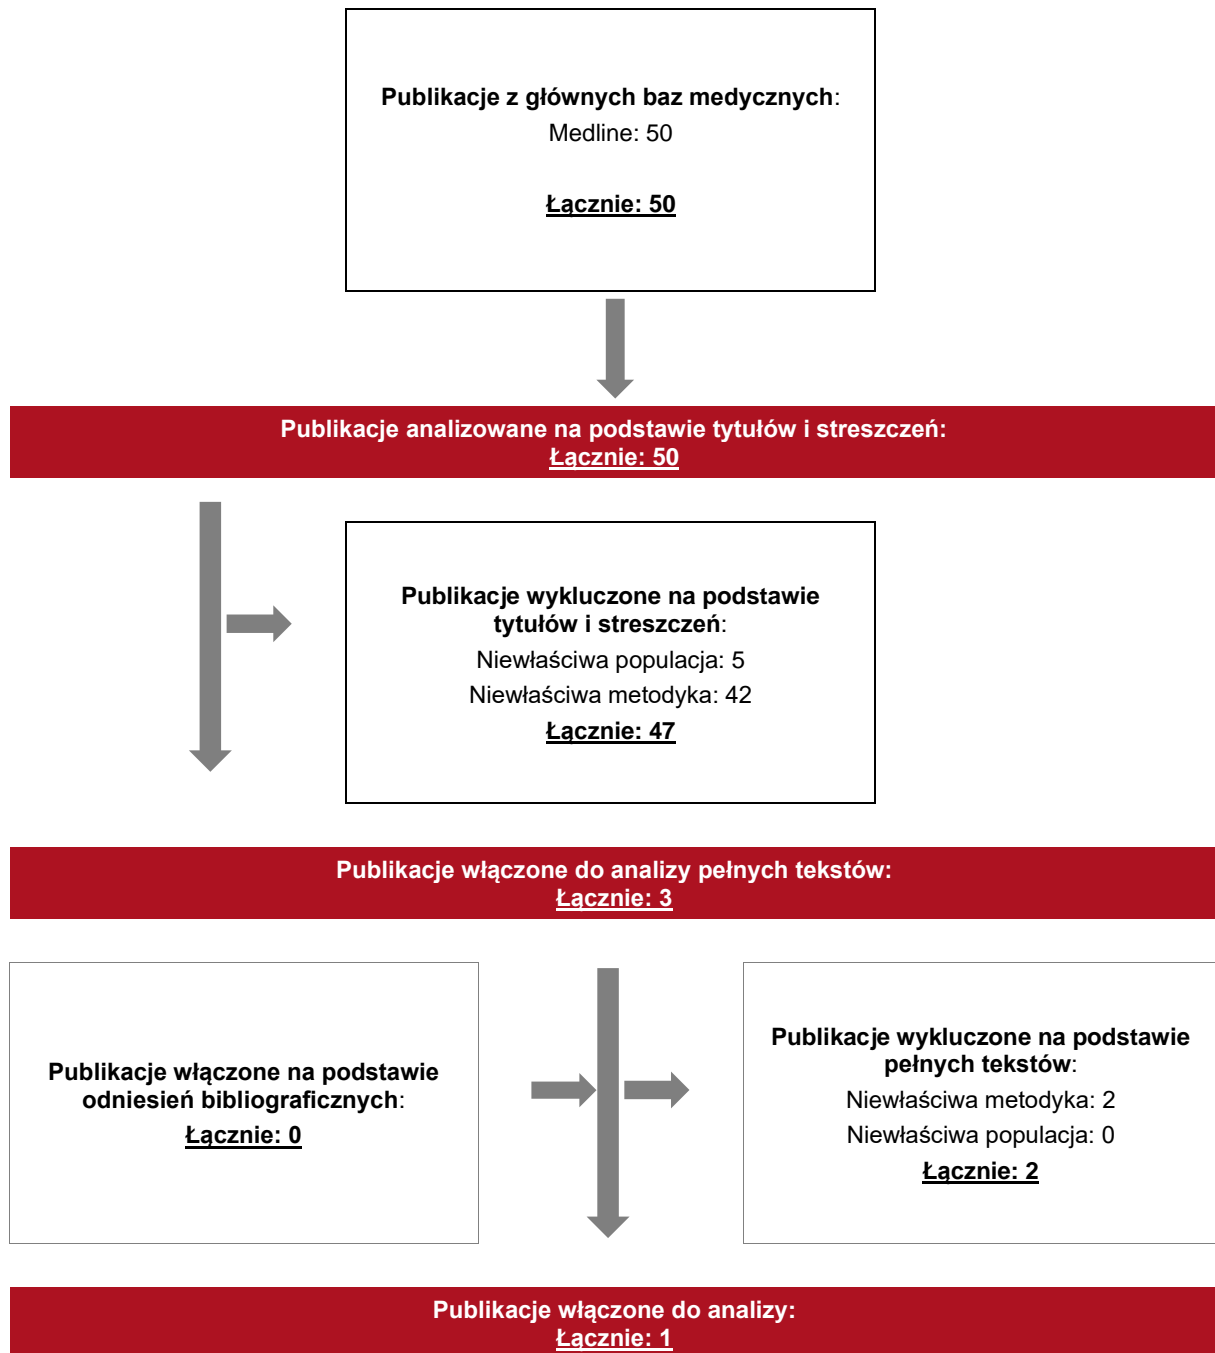 Publikacje z głównych baz medycznych:
Medline: 50
Łącznie: 50
Publikacje analizowane na podstawie tytułów i streszczeń:
Łącznie: 50
Publikacje wykluczone na podstawie
tytułów i streszczeń:
Niewłaściwa populacja: 5
Niewłaściwa metodyka: 42
Łącznie: 47
Publikacje włączone do analizy pełnych tekstów:
Łącznie: 3
Publikacje włączone na podstawie
odniesień bibliograficznych:
Łącznie: 0
Publikacje wykluczone na podstawie
pełnych tekstów:
Niewłaściwa metodyka: 2
Niewłaściwa populacja: 0
Łącznie: 2
Publikacje włączone do analizy:
Łącznie: 1